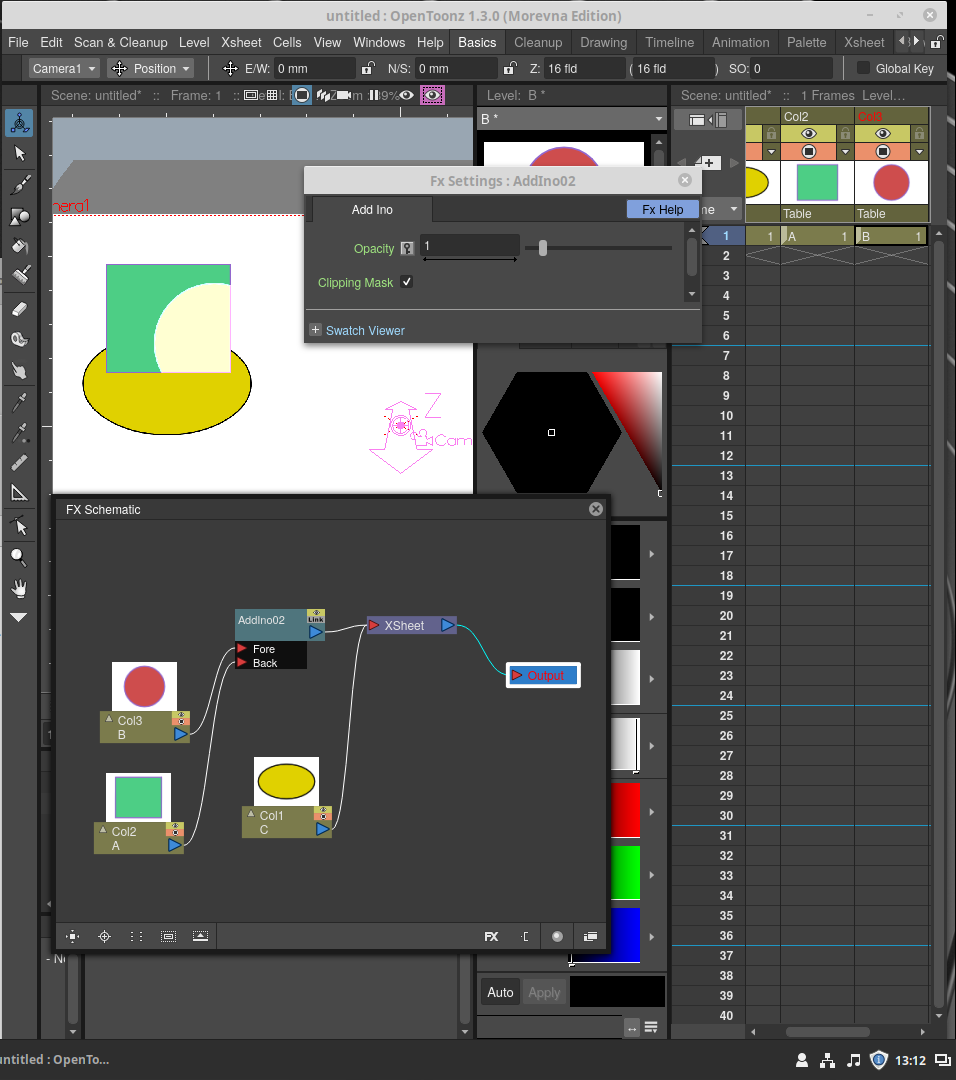 untitled : OpenToonz 1.3.0 (Morevna Edition)
File Edit Scan & Cleanup Level Xsheet Cells View Windows Help Basics Cleanup Drawing Timeline Animation Palette Xsheet
Camera1 Position E/W: 0 mm N/S: 0 mm Z: 16 fld (16 fld ) SO: 0 Global Key
Scene: untitled* :: Frame: 1 ::
Level: B *
Scene: untitled* :: 1 Frames Level...
B *
Col2 Col3
Fx Settings : AddIno02
Add Ino Fx Help
Opacity 1
Clipping Mask
Swatch Viewer
Table Table
1 1 A 1 B 1
2
3
4
5
6
7
8
9
10
11
12
13
14
15
16
17
18
19
20
21
22
23
24
25
26
27
28
29
30
31
32
33
34
35
36
37
38
39
40
Z
Cam
FX Schematic
AddIno02 Link
Fore
Back
XSheet
Output
Col3
B
Col2
A
Col1
C
FX
Auto Apply
untitled : OpenTo...
13:12